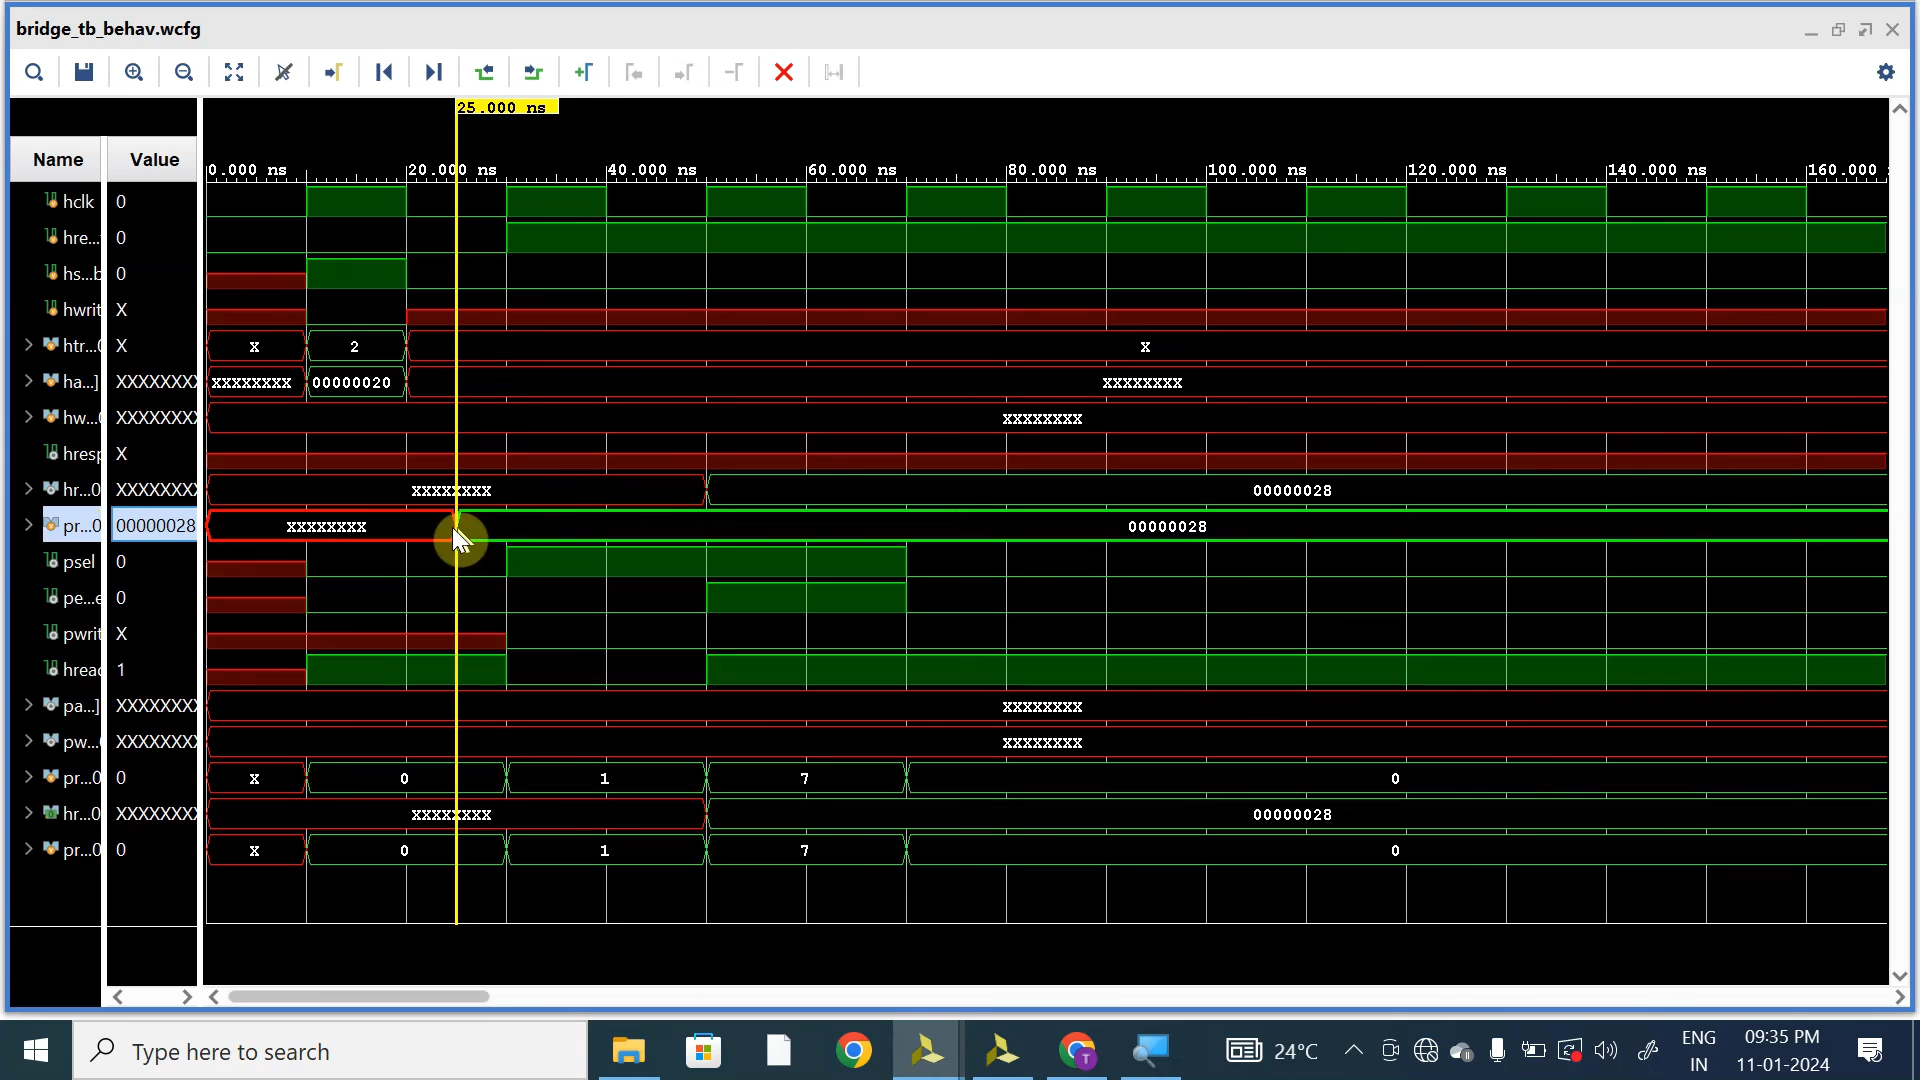 bridge_tb_behav.wcfg
25.000 ns
Name Value
0.000 ns 20.000 ns 40.000 ns 60.000 ns 80.000 ns 100.000 ns 120.000 ns 140.000 ns 160.000
hclk 0
hre... 0
hs...b 0
hwrit X
htr...0 X X 2 X
ha...] XXXXXXXX XXXXXXXX 00000020 XXXXXXXX
hw... XXXXXXXX XXXXXXXX
hresp X
hr...0 XXXXXXXX XXXXXXXX 00000028
pr...0 00000028 XXXXXXXX 00000028
psel 0
pe...e 0
pwrit X
hread 1
pa...] XXXXXXXX XXXXXXXX
pw... XXXXXXXX XXXXXXXX
pr...0 0 X 0 1 7 0
hr...0 XXXXXXXX XXXXXXXX 00000028
pr...0 0 X 0 1 7 0
Type here to search
T
24°C
ENG
IN
09:35 PM
11-01-2024